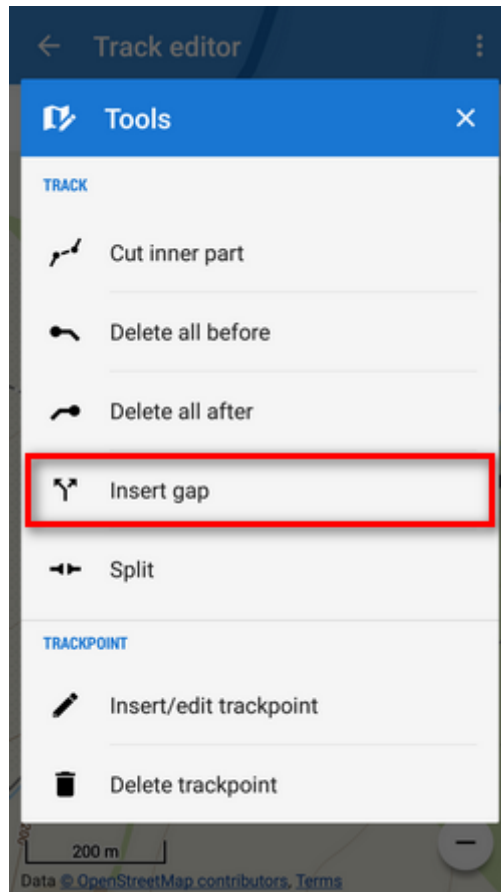 Track editor
Tools
TRACK
Cut inner part
Delete all before
Delete all after
Insert gap
Split
TRACKPOINT
Insert/edit trackpoint
Delete trackpoint
200
200 m
Data © OpenStreetMap contributors, Terms